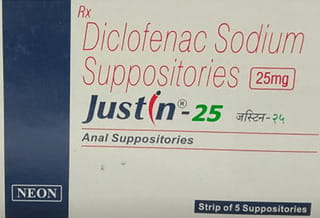 Rx
Diclofenac Sodium
Suppositories 25mg
Justin®-25 जस्टिन-२५
Anal Suppositories
NEON
Strip of 5 Suppositories